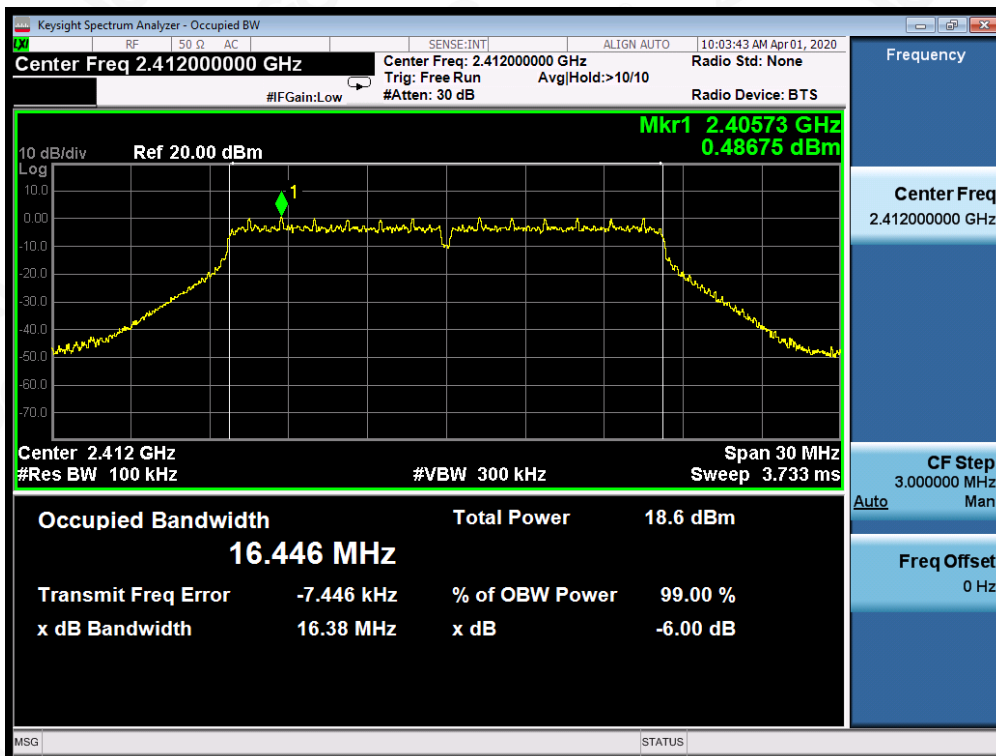 Keysight Spectrum Analyzer - Occupied BW
LXI RF 50 Ω AC SENSE:INT ALIGN AUTO 10:03:43 AM Apr 01, 2020
Center Freq 2.412000000 GHz
#IFGain:Low
Center Freq: 2.412000000 GHz
Trig: Free Run Avg|Hold:>10/10
#Atten: 30 dB
Radio Std: None
Radio Device: BTS
Mkr1 2.40573 GHz
0.48675 dBm
10 dB/div Ref 20.00 dBm
Log
10.0
0.00
-10.0
-20.0
-30.0
-40.0
-50.0
-60.0
-70.0
1
Center 2.412 GHz Span 30 MHz
#Res BW 100 kHz #VBW 300 kHz Sweep 3.733 ms
Occupied Bandwidth
16.446 MHz
Total Power 18.6 dBm
Transmit Freq Error -7.446 kHz
% of OBW Power 99.00 %
x dB Bandwidth 16.38 MHz
x dB -6.00 dB
Frequency
Center Freq
2.412000000 GHz
CF Step
3.000000 MHz
Auto Man
Freq Offset
0 Hz
MSG STATUS